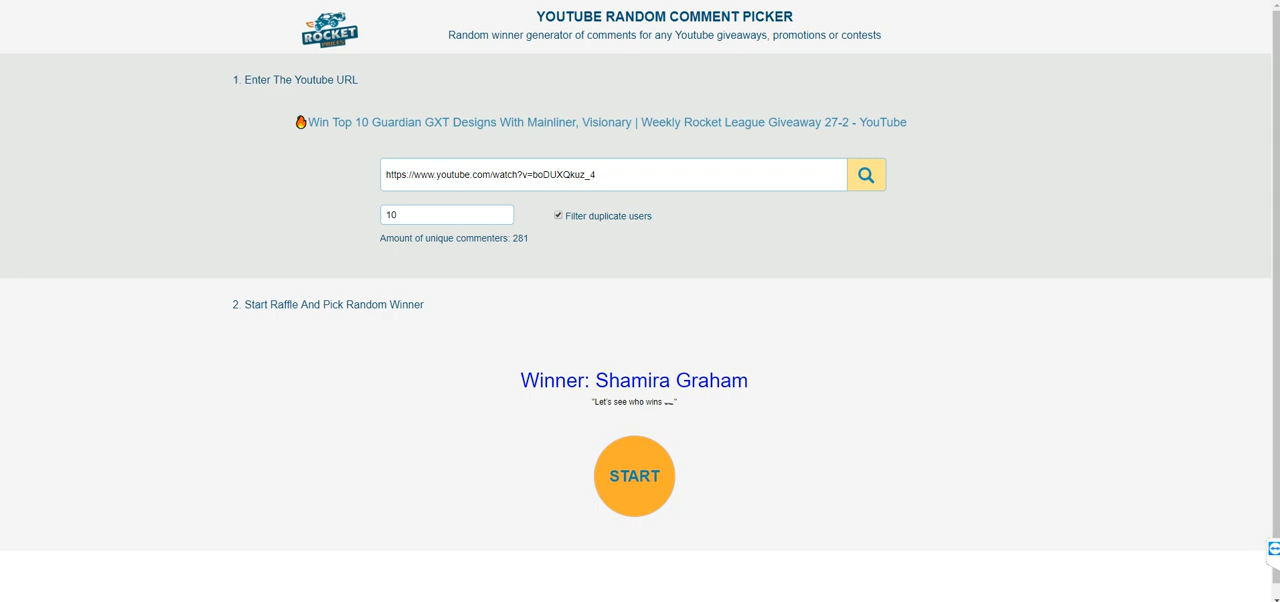 ROCKET
PRICES
YOUTUBE RANDOM COMMENT PICKER
Random winner generator of comments for any Youtube giveaways, promotions or contests
1. Enter The Youtube URL
🔥Win Top 10 Guardian GXT Designs With Mainliner, Visionary | Weekly Rocket League Giveaway 27-2 - YouTube
https://www.youtube.com/watch?v=boDUXQkuz_4
10
Filter duplicate users
Amount of unique commenters: 281
2. Start Raffle And Pick Random Winner
Winner: Shamira Graham
"Let's see who wins "
START